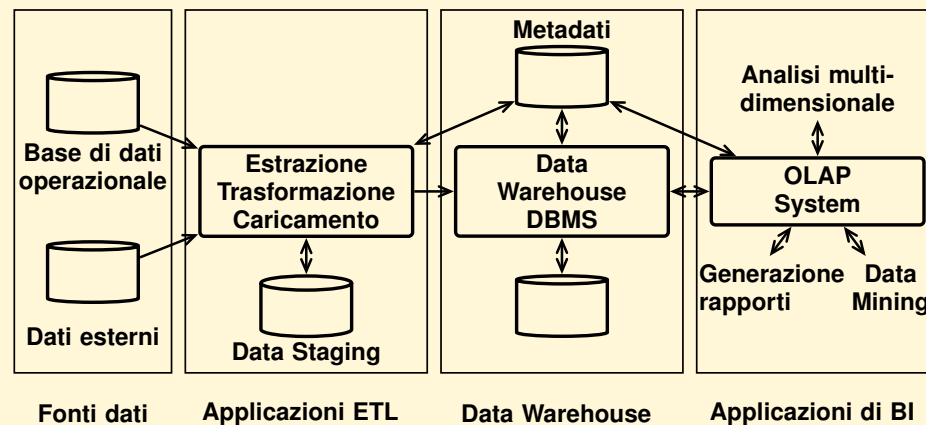 Base di dati
operazionale
Dati esterni
Fonti dati
Estrazione
Trasformazione
Caricamento
Data Staging
Applicazioni ETL
Metadati
Data
Warehouse
DBMS
Data Warehouse
Analisi multi-
dimensionale
OLAP
System
Generazione
rapporti
Data
Mining
Applicazioni di BI